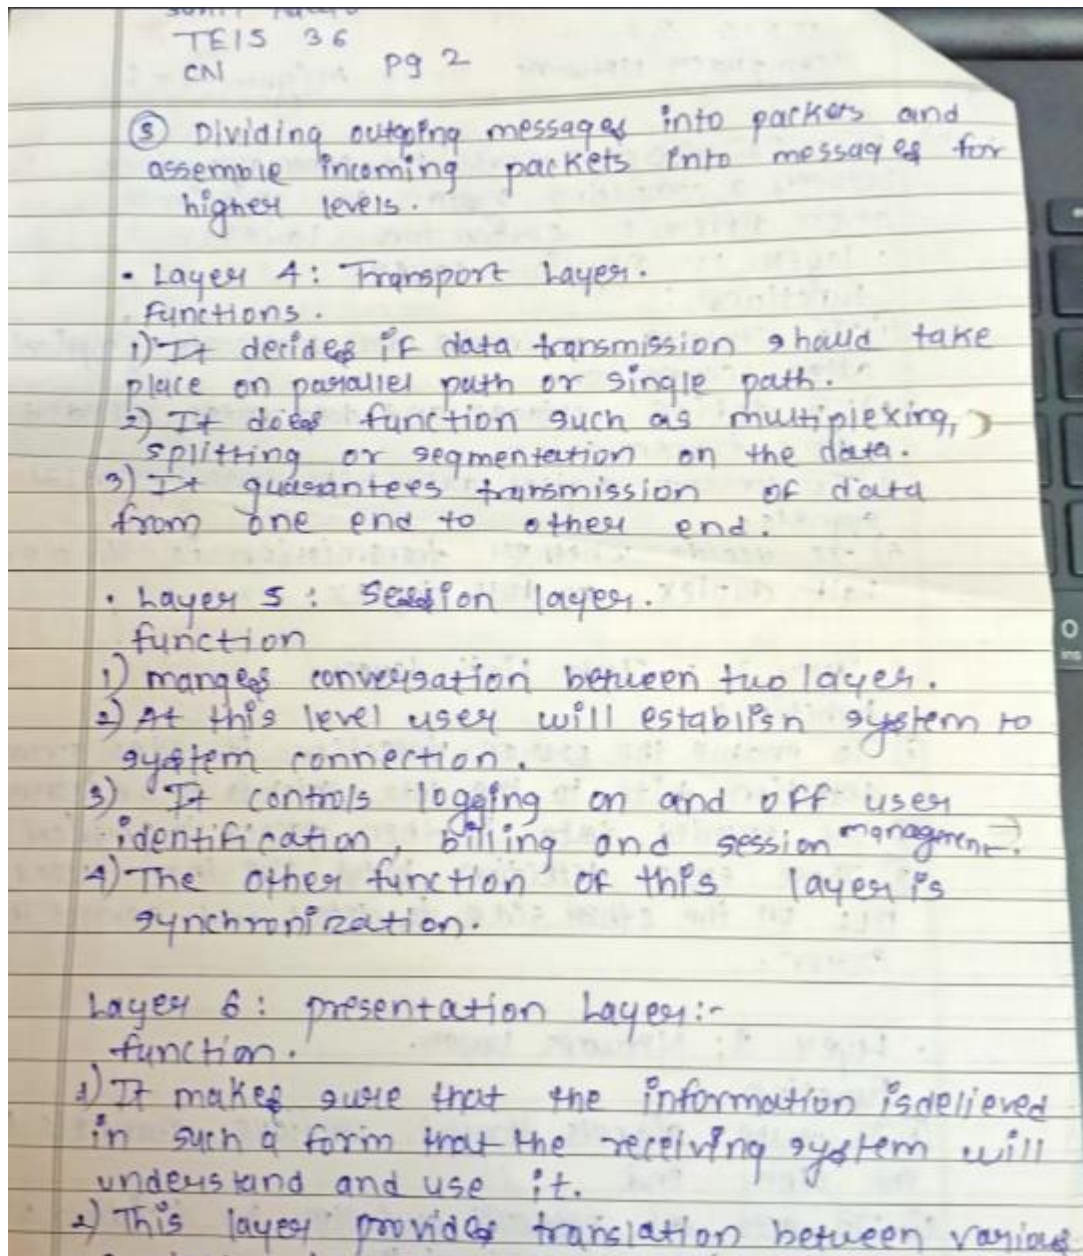 TEIS 36
CN pg 2
⑤ Dividing outgoing messages into packets and
assemble incoming packets into messages for
higher levels.
• Layer 4: Transport Layer.
Functions.
1) It decides if data transmission should take
place on parallel path or single path.
2) It does function such as multiplexing,
splitting or segmentation on the data.
3) It guarantees transmission of data
from one end to other end.
• Layer 5: Session layer.
function
1) manges conversation between two layer.
2) At this level user will establish system to
system connection.
3) It controls logging on and off user
identification, billing and session management.
4) The other function of this layer is
synchronization.
Layer 6: presentation Layer:-
function.
1) It makes sure that the information isdelieved
in such a form that the receiving system will
understand and use it.
2) This layer provides translation between various